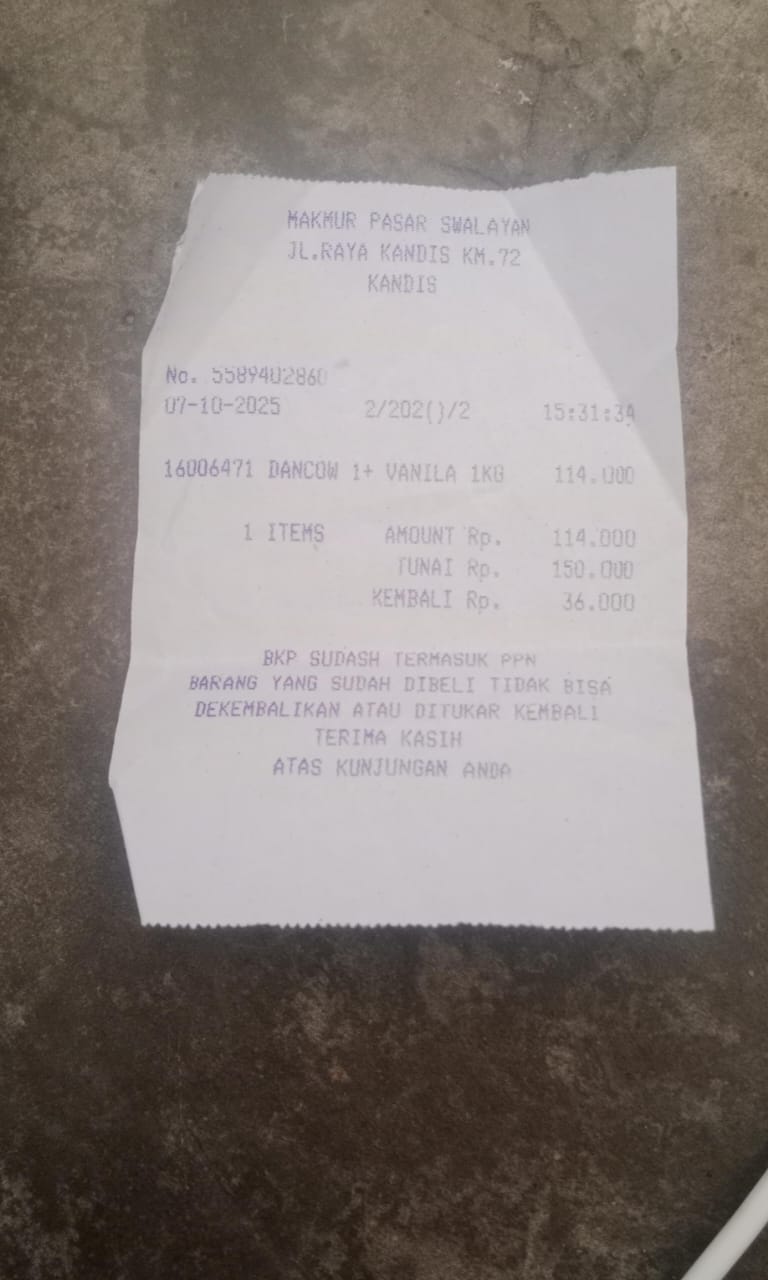 MAKMUR PASAR SWALAYAN
JL.RAYA KANDIS KM.72
KANDIS
No. 5589402860
07-10-2025 2/202()/2 15:31:34
16006471 DANCOW 1+ VANILA 1KG 114.000
1 ITEMS AMOUNT Rp. 114.000
TUNAI Rp. 150.000
KEMBALI Rp. 36.000
BKP SUDASH TERMASUK PPN
BARANG YANG SUDAH DIBELI TIDAK BISA
DEKEMBALIKAN ATAU DITUKAR KEMBALI
TERIMA KASIH
ATAS KUNJUNGAN ANDA